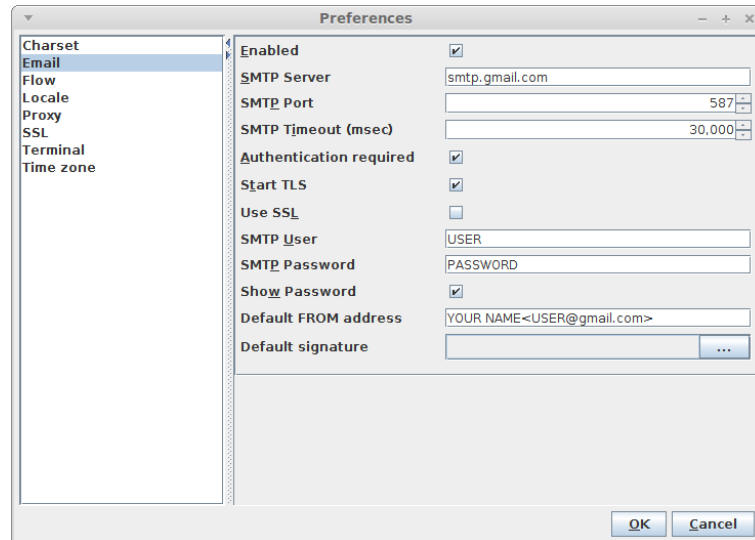 Preferences
Charset
Email
Flow
Locale
Proxy
SSL
Terminal
Time zone
Enabled
SMTP Server smtp.gmail.com
SMTP Port 587
SMTP Timeout (msec) 30,000
Authentication required
Start TLS
Use SSL
SMTP User USER
SMTP Password PASSWORD
Show Password
Default FROM address YOUR NAME<USER@gmail.com>
Default signature ...
OK Cancel